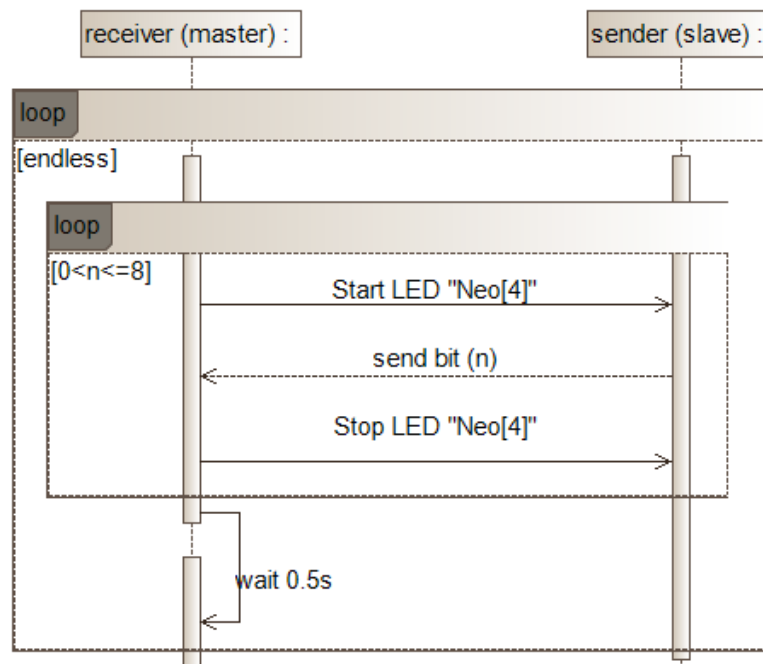 receiver (master) :
sender (slave) :
loop
[endless]
loop
[0<n<=8]
Start LED "Neo[4]"
send bit (n)
Stop LED "Neo[4]"
wait 0.5s